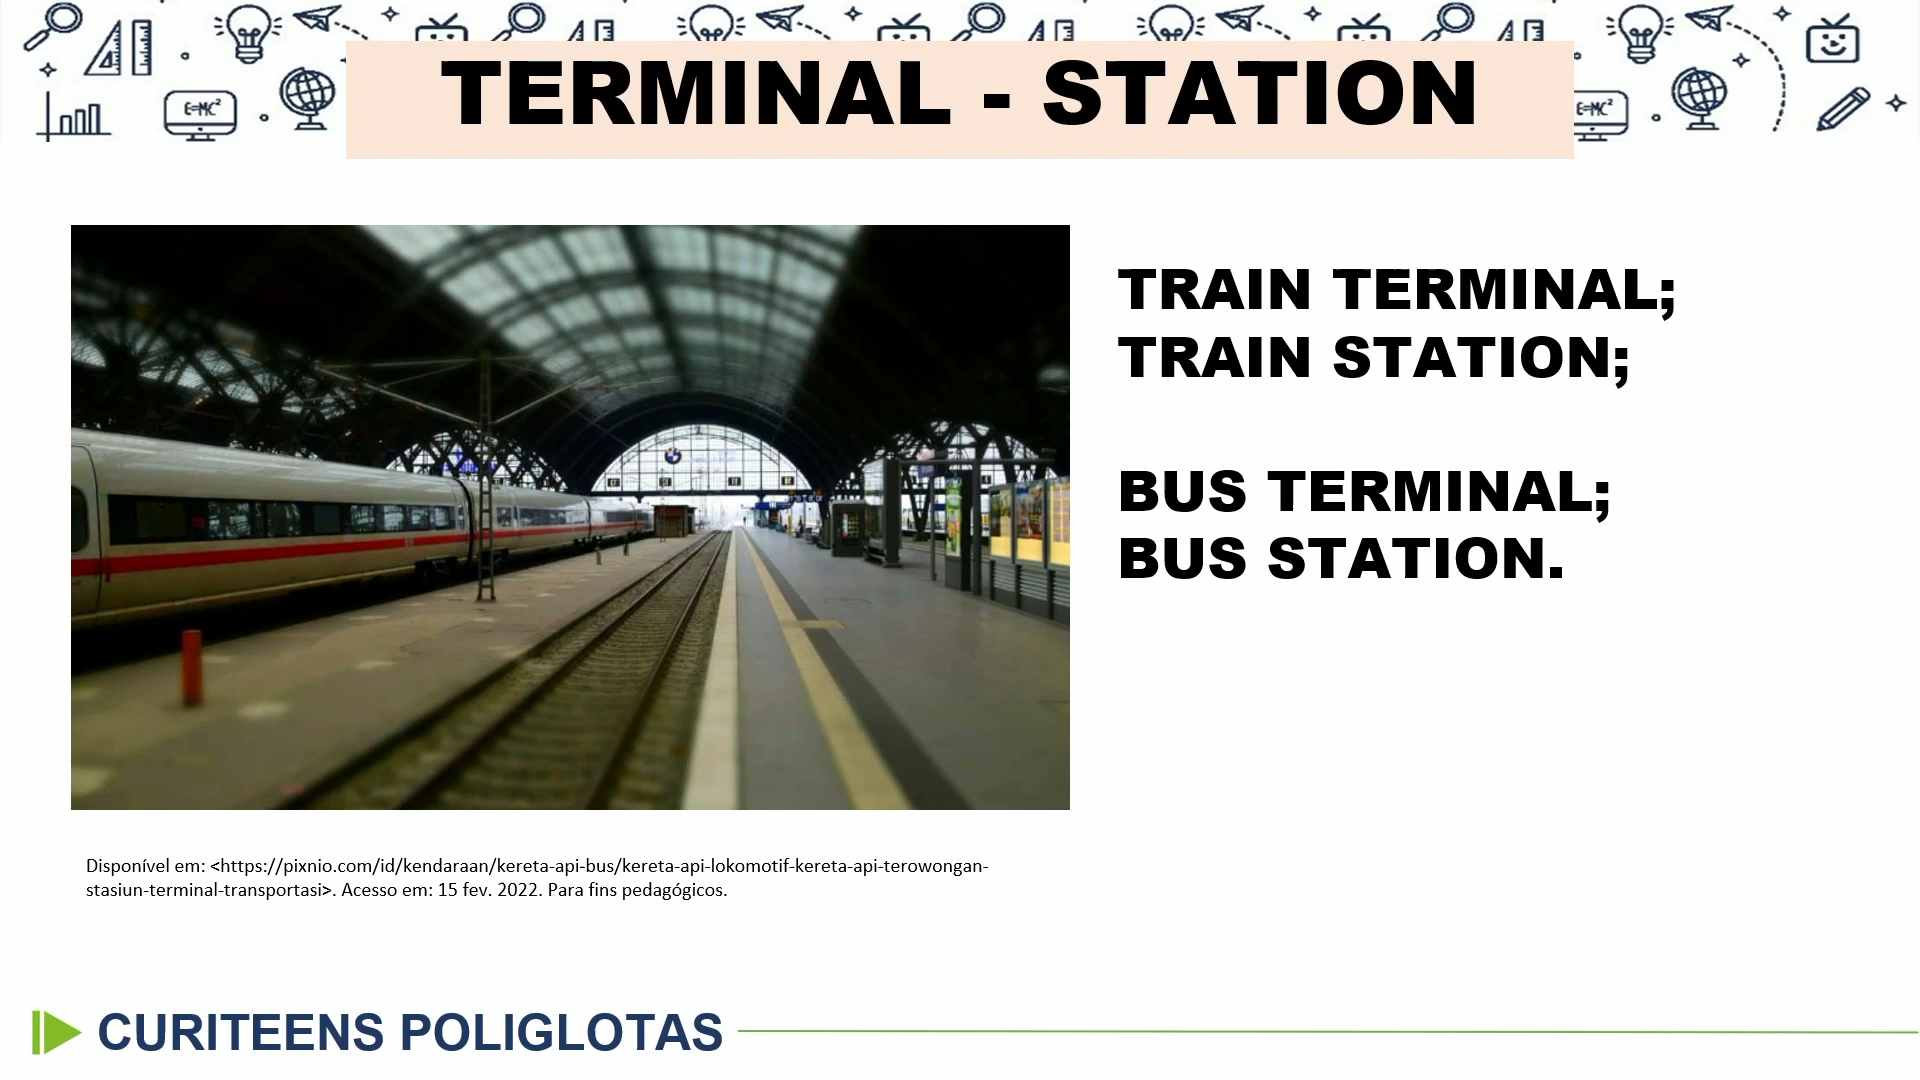 E=MC²
E=MC²
TERMINAL - STATION
TRAIN TERMINAL;
TRAIN STATION;
BUS TERMINAL;
BUS STATION.
Disponível em: <https://pixnio.com/id/kendaraan/kereta-api-bus/kereta-api-lokomotif-kereta-api-terowongan-
stasiun-terminal-transportasi>. Acesso em: 15 fev. 2022. Para fins pedagógicos.
CURITEENS POLIGLOTAS